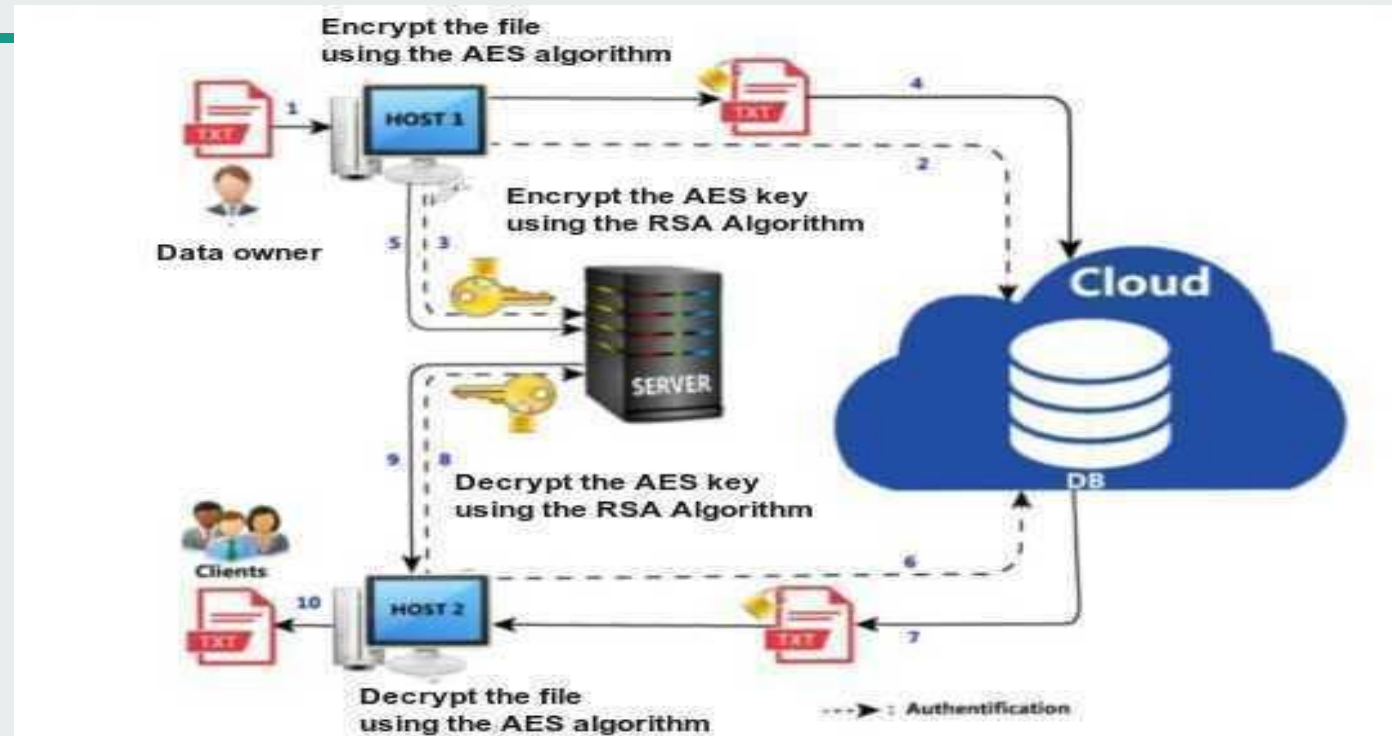 Encrypt the file
using the AES algorithm
1
HOST 1
TXT
TXT
4
2
Encrypt the AES key
using the RSA Algorithm
Data owner
5
3
Cloud
SERVER
DB
9
8
Decrypt the AES key
using the RSA Algorithm
Clients
6
10
HOST 2
TXT
TXT
7
Decrypt the file
using the AES algorithm
: Authentification